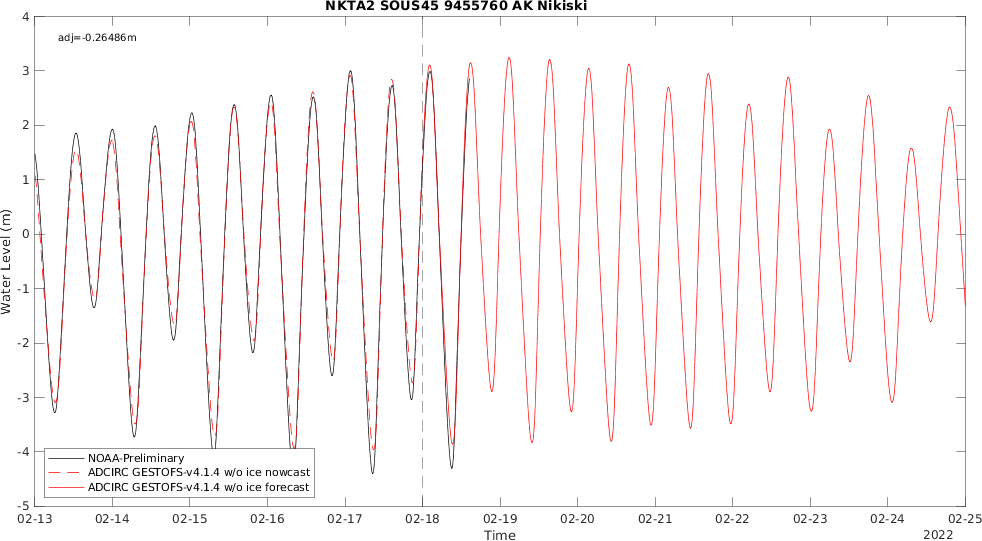 NKTA2 SOUS45 9455760 AK Nikiski
adj=-0.26486m
4
3
2
1
0
-1
-2
-3
-4
-5
Water Level (m)
NOAA-Preliminary
ADCIRC GESTOFS-v4.1.4 w/o ice nowcast
ADCIRC GESTOFS-v4.1.4 w/o ice forecast
02-13 02-14 02-15 02-16 02-17 02-18 02-19 02-20 02-21 02-22 02-23 02-24 02-25
Time
2022